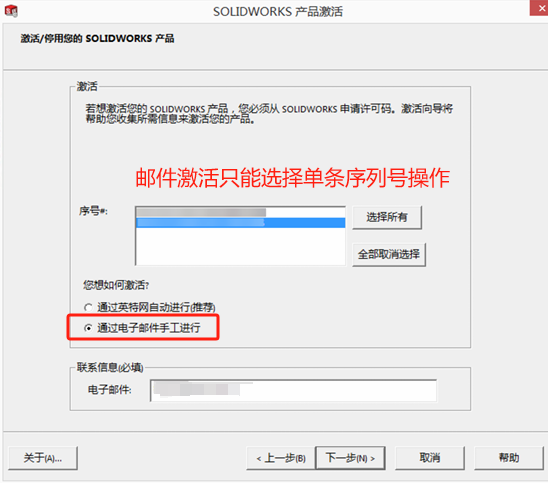 SOLIDWORKS 产品激活
激活/停用您的 SOLIDWORKS 产品
激活
若想激活您的 SOLIDWORKS 产品，您必须从 SOLIDWORKS 申请许可码。激活向导将
帮助您收集所需信息来激活您的产品。
邮件激活只能选择单条序列号操作
序号#:
选择所有
全部取消选择
您想如何激活?
通过英特网自动进行(推荐)
通过电子邮件手工进行
联系信息(必填)
电子邮件:
关于(A)...
< 上一步(B)
下一步(N) >
取消
帮助